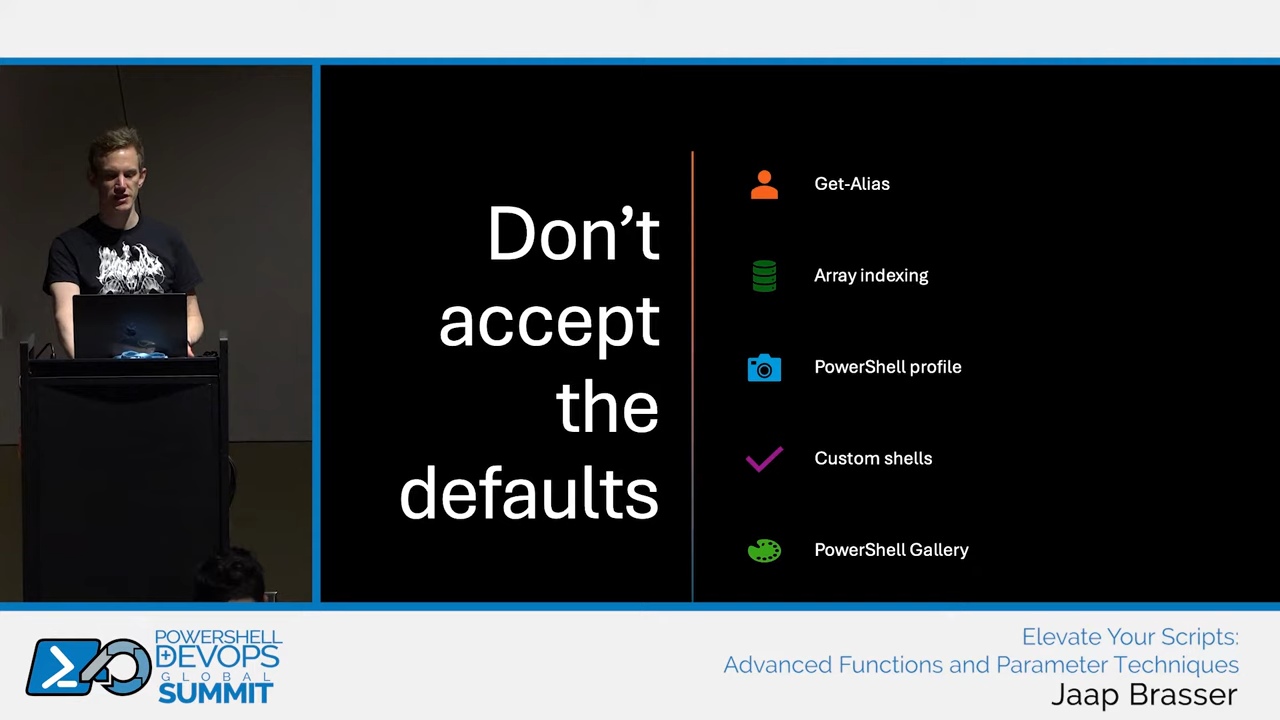 Don't
accept
the
defaults
Get-Alias
Array indexing
PowerShell profile
Custom shells
PowerShell Gallery
POWERSHELL
+DEVOPS
GLOBAL
SUMMIT
Elevate Your Scripts:
Advanced Functions and Parameter Techniques
Jaap Brasser